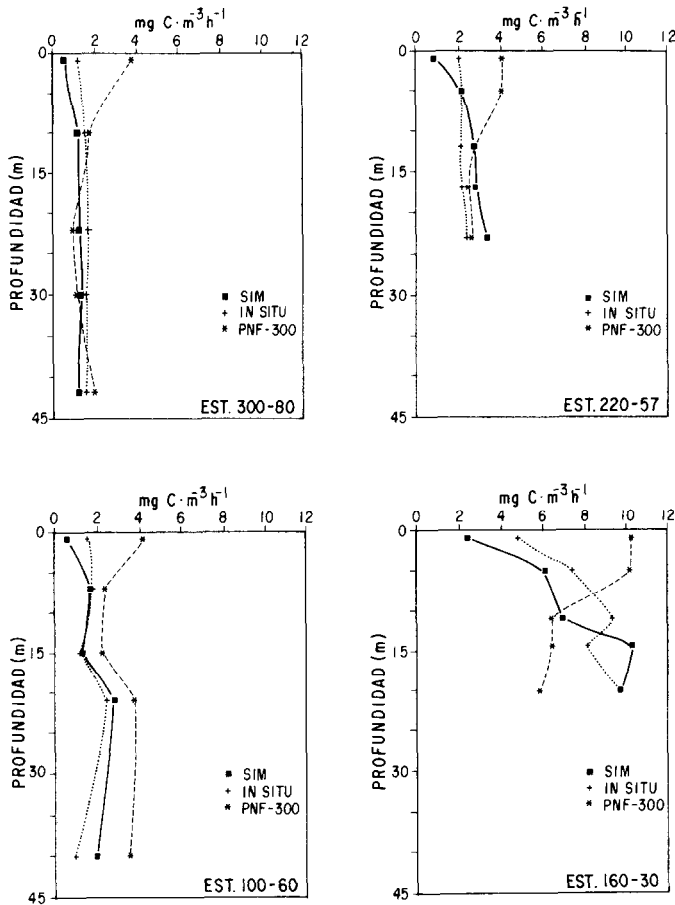 mg C·m⁻³h⁻¹
0 2 4 6 8 10 12
0
15
30
45
PROFUNDIDAD (m)
SIM
IN SITU
PNF-300
EST. 300-80
mg C·m⁻³h⁻¹
0 2 4 6 8 10 12
0
15
30
45
PROFUNDIDAD (m)
SIM
IN SITU
PNF-300
EST. 220-57
mg C·m⁻³h⁻¹
0 2 4 6 8 10 12
0
15
30
45
PROFUNDIDAD (m)
SIM
IN SITU
PNF-300
EST. 100-60
mg C·m⁻³h⁻¹
0 2 4 6 8 10 12
0
15
30
45
PROFUNDIDAD (m)
SIM
IN SITU
PNF-300
EST. 160-30